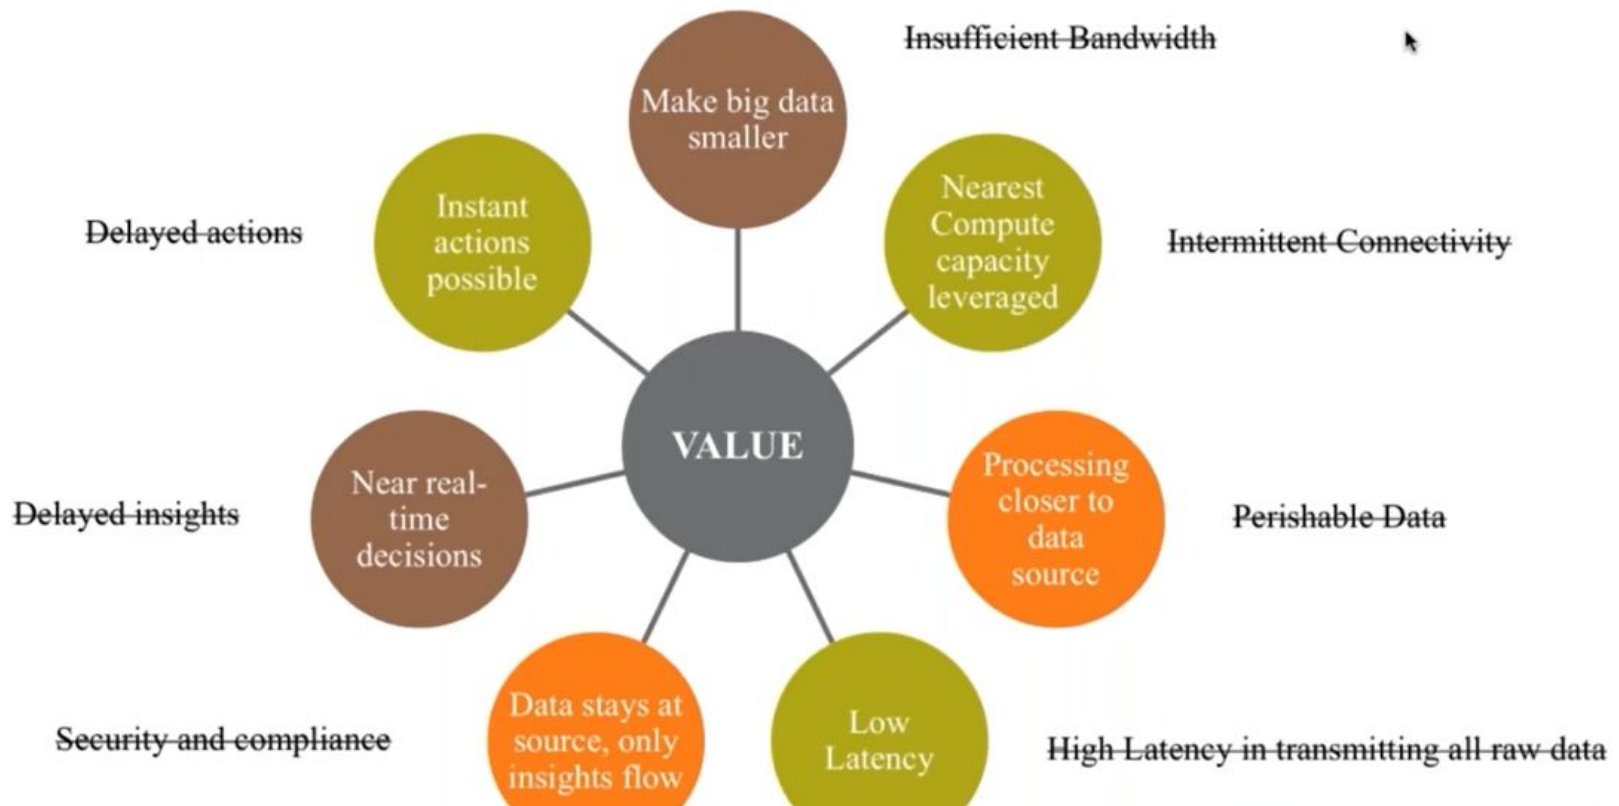 Insufficient Bandwidth
Make big data
smaller
Instant
actions
possible
Delayed actions
Nearest
Compute
capacity
leveraged
Intermittent Connectivity
VALUE
Near real-
time
decisions
Delayed insights
Processing
closer to
data
source
Perishable Data
Data stays at
source, only
insights flow
Security and compliance
Low
Latency
High Latency in transmitting all raw data